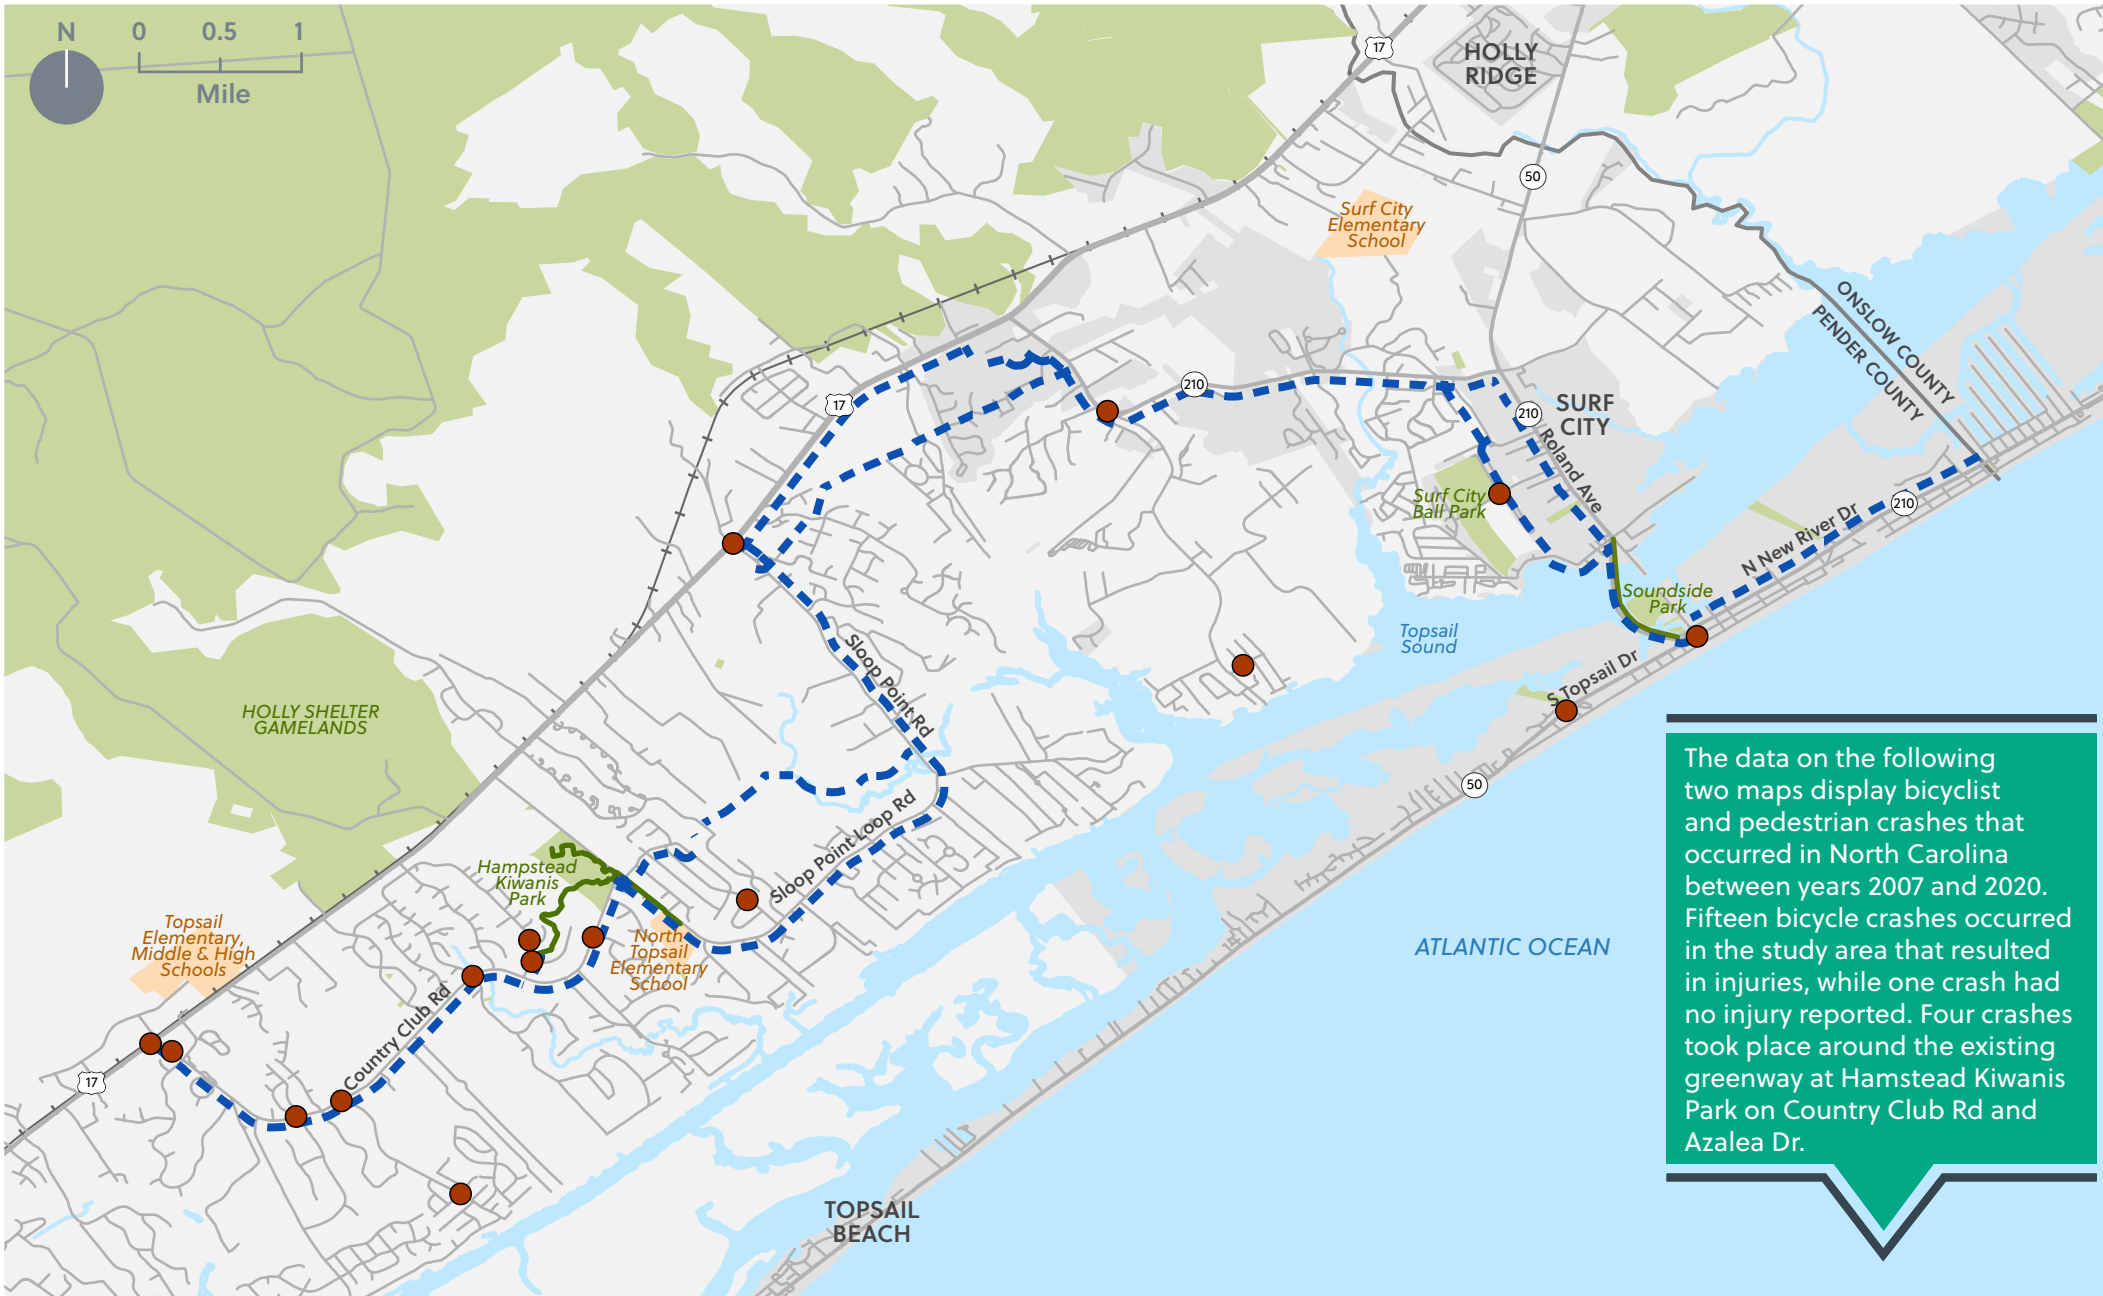 N
0 0.5 1
Mile
17
HOLLY
RIDGE
50
Surf City
Elementary
School
ONSLOW COUNTY
PENDER COUNTY
210
17
210
SURF
CITY
Roland Ave
Surf City
Ball Park
210
N New River Dr
Soundside
Park
Topsail
Sound
S Topsail Dr
Sloop Point Rd
HOLLY SHELTER
GAMELANDS
50
Sloop Point Loop Rd
Hampstead
Kiwanis
Park
Topsail
Elementary,
Middle & High
Schools
North
Topsail
Elementary
School
ATLANTIC OCEAN
Country Club Rd
17
TOPSAIL
BEACH
The data on the following
two maps display bicyclist
and pedestrian crashes that
occurred in North Carolina
between years 2007 and 2020.
Fifteen bicycle crashes occurred
in the study area that resulted
in injuries, while one crash had
no injury reported. Four crashes
took place around the existing
greenway at Hamstead Kiwanis
Park on Country Club Rd and
Azalea Dr.